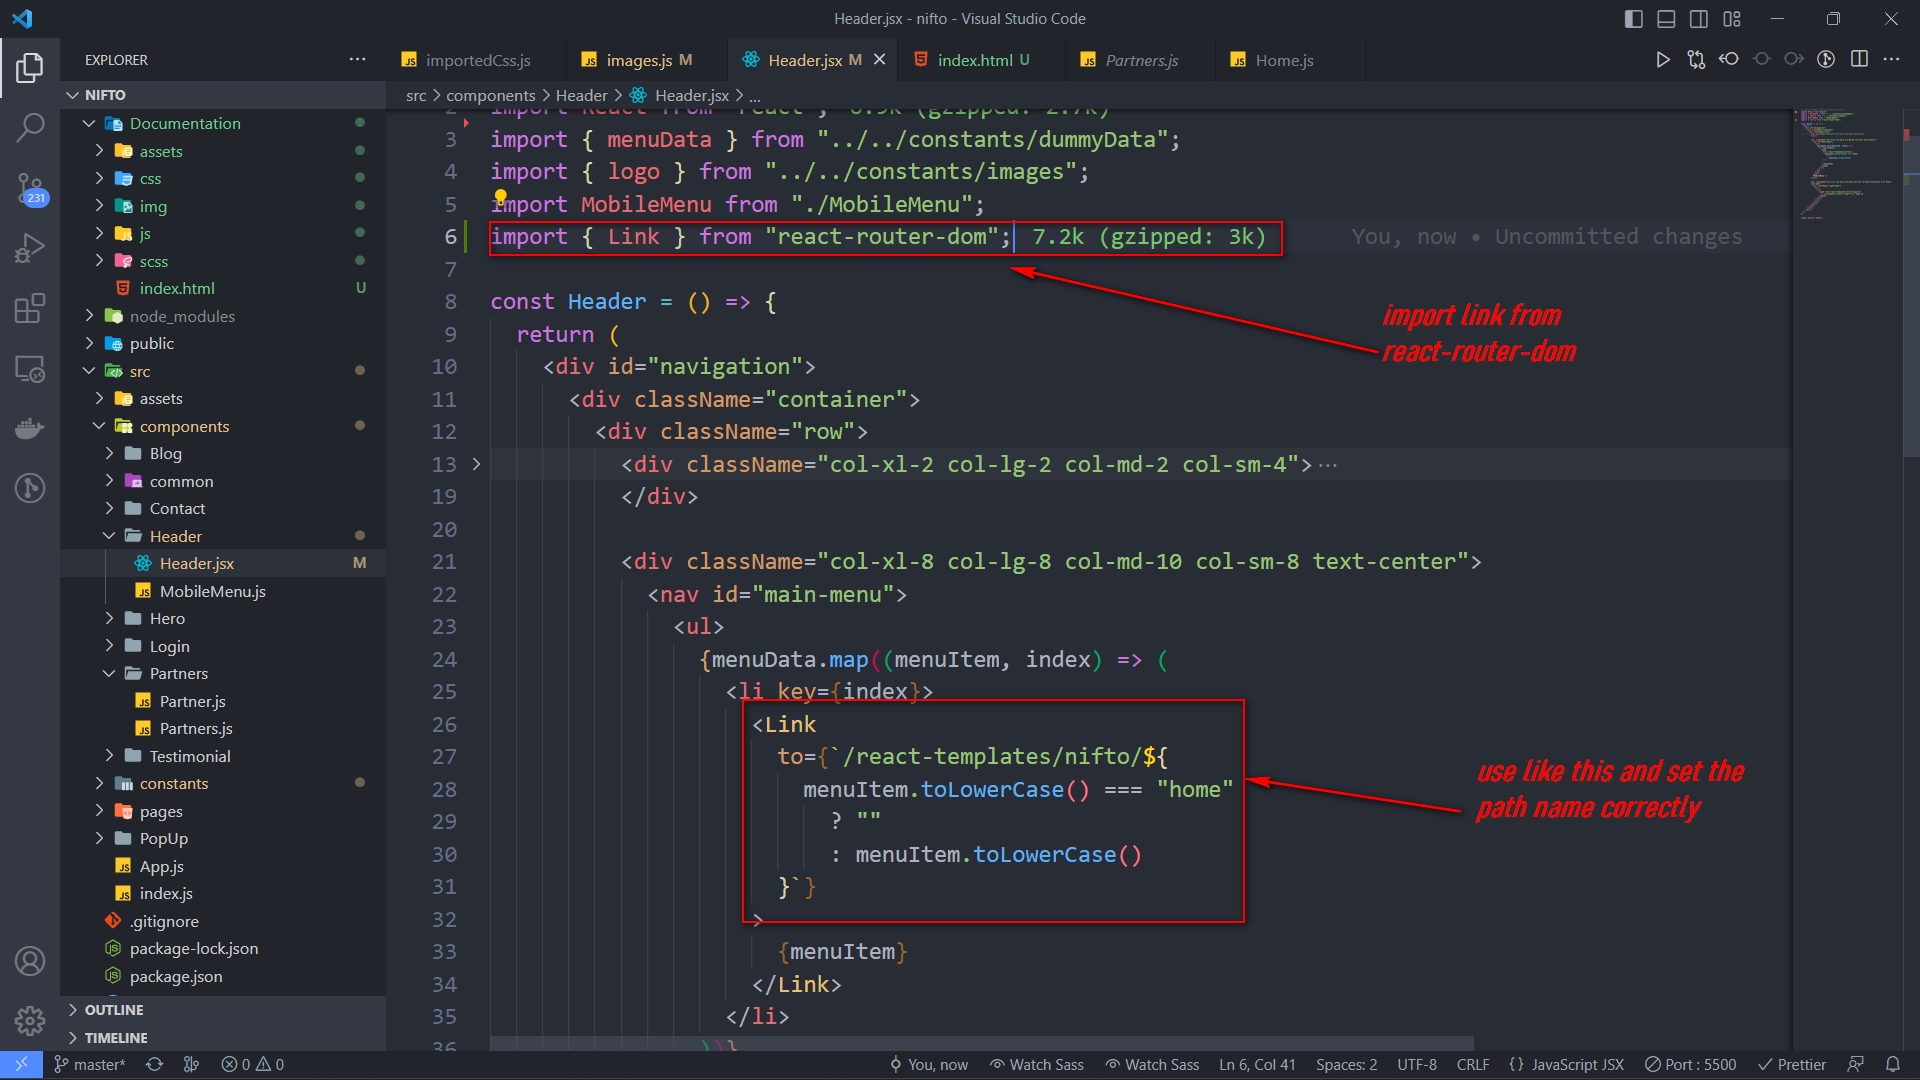 Header.jsx - nifto - Visual Studio Code
EXPLORER
importedCss.js
images.js M
Header.jsx M
index.html U
Partners.js
Home.js
NIFTO
src > components > Header > Header.jsx > ...
Documentation
assets
css
img
js
scss
index.html U
node_modules
public
src
assets
components
Blog
common
Contact
Header
Header.jsx M
MobileMenu.js
Hero
Login
Partners
Partner.js
Partners.js
Testimonial
constants
pages
PopUp
App.js
index.js
.gitignore
package-lock.json
package.json
OUTLINE
TIMELINE
231
3 import { menuData } from "../../constants/dummyData";
4 import { logo } from "../../constants/images";
5 import MobileMenu from "./MobileMenu";
6 import { Link } from "react-router-dom"; 7.2k (gzipped: 3k) You, now • Uncommitted changes
7
8 const Header = () => {
9 return (
10 <div id="navigation">
11 <div className="container">
12 <div className="row">
13 <div className="col-xl-2 col-lg-2 col-md-2 col-sm-4">...
19 </div>
20
21 <div className="col-xl-8 col-lg-8 col-md-10 col-sm-8 text-center">
22 <nav id="main-menu">
23 <ul>
24 {menuData.map((menuItem, index) => (
25 <li key={index}>
26 <Link
27 to={`/react-templates/nifto/${
28 menuItem.toLowerCase() === "home"
29 ? ""
30 : menuItem.toLowerCase()
31 }`}
32 >
33 {menuItem}
34 </Link>
35 </li>
36 ))}
import link from
react-router-dom
use like this and set the
path name correctly
master* 0 0 You, now Watch Sass Watch Sass Ln 6, Col 41 Spaces: 2 UTF-8 CRLF {} JavaScript JSX Port : 5500 Prettier